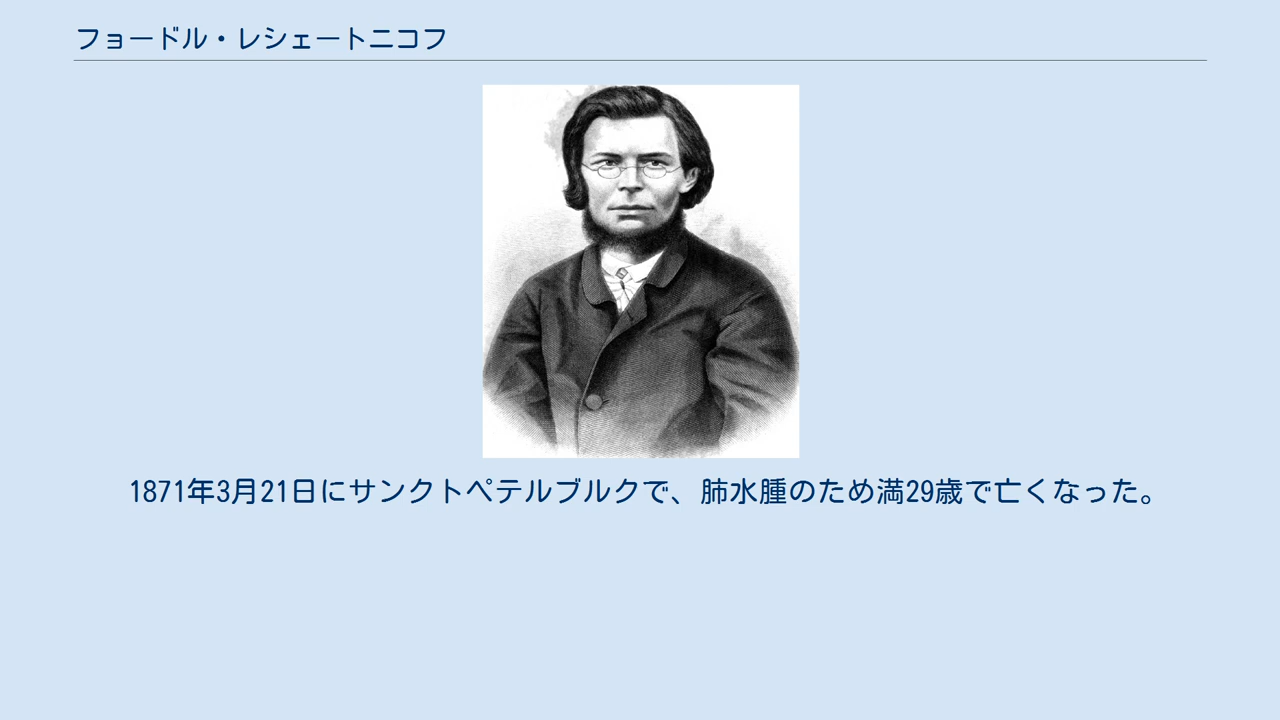 フョードル・レシェートニコフ
1871年3月21日にサンクトペテルブルクで、肺水腫のため満29歳で亡くなった。